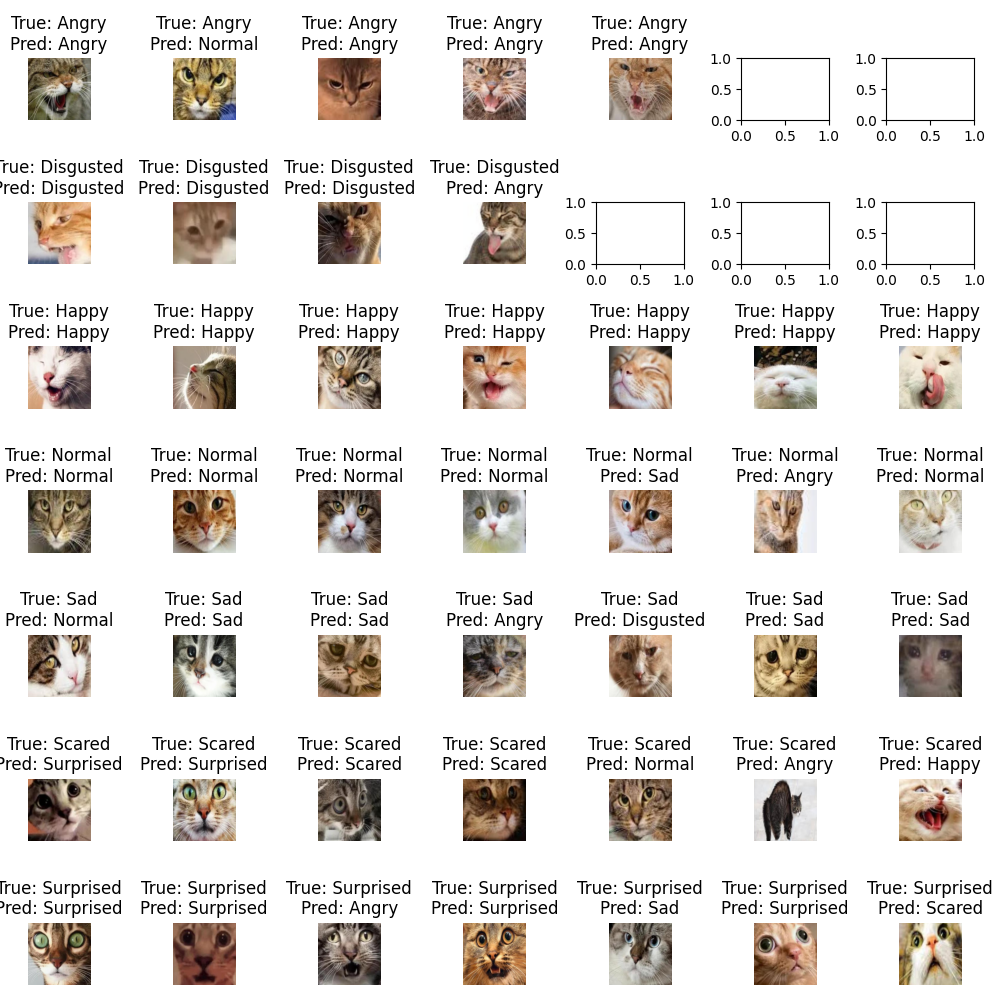 True: Angry
Pred: Angry
True: Angry
Pred: Normal
True: Angry
Pred: Angry
True: Angry
Pred: Angry
True: Angry
Pred: Angry
1.0
0.5
0.0
0.0 0.5 1.0
1.0
0.5
0.0
0.0 0.5 1.0
True: Disgusted
Pred: Disgusted
True: Disgusted
Pred: Disgusted
True: Disgusted
Pred: Disgusted
True: Disgusted
Pred: Angry
1.0
0.5
0.0
0.0 0.5 1.0
1.0
0.5
0.0
0.0 0.5 1.0
1.0
0.5
0.0
0.0 0.5 1.0
True: Happy
Pred: Happy
True: Happy
Pred: Happy
True: Happy
Pred: Happy
True: Happy
Pred: Happy
True: Happy
Pred: Happy
True: Happy
Pred: Happy
True: Happy
Pred: Happy
True: Normal
Pred: Normal
True: Normal
Pred: Normal
True: Normal
Pred: Normal
True: Normal
Pred: Normal
True: Normal
Pred: Sad
True: Normal
Pred: Angry
True: Normal
Pred: Normal
True: Sad
Pred: Normal
True: Sad
Pred: Sad
True: Sad
Pred: Sad
True: Sad
Pred: Angry
True: Sad
Pred: Disgusted
True: Sad
Pred: Sad
True: Sad
Pred: Sad
True: Scared
Pred: Surprised
True: Scared
Pred: Surprised
True: Scared
Pred: Scared
True: Scared
Pred: Scared
True: Scared
Pred: Normal
True: Scared
Pred: Angry
True: Scared
Pred: Happy
True: Surprised
Pred: Surprised
True: Surprised
Pred: Surprised
True: Surprised
Pred: Angry
True: Surprised
Pred: Surprised
True: Surprised
Pred: Sad
True: Surprised
Pred: Surprised
True: Surprised
Pred: Scared